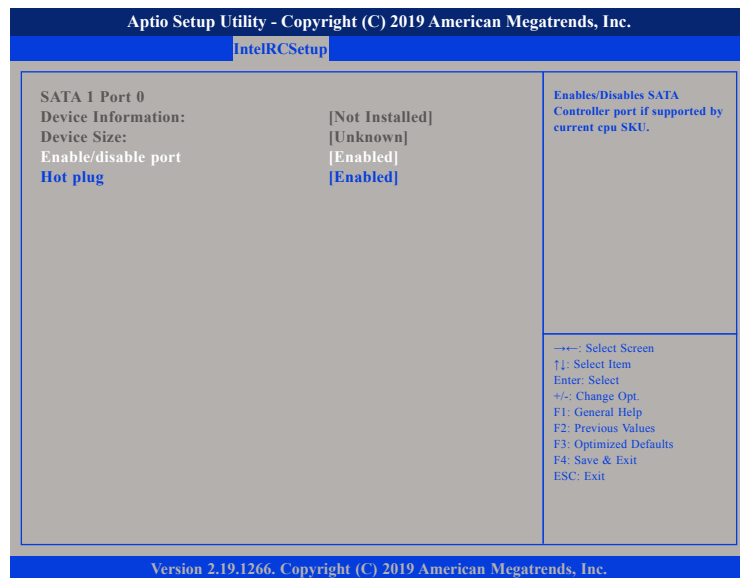 Aptio Setup Utility - Copyright (C) 2019 American Megatrends, Inc.
IntelRCSetup
SATA 1 Port 0
Device Information: [Not Installed]
Device Size: [Unknown]
Enable/disable port [Enabled]
Hot plug [Enabled]
Enables/Disables SATA
Controller port if supported by
current cpu SKU.
→←: Select Screen
↑↓: Select Item
Enter: Select
+/-: Change Opt.
F1: General Help
F2: Previous Values
F3: Optimized Defaults
F4: Save & Exit
ESC: Exit
Version 2.19.1266. Copyright (C) 2019 American Megatrends, Inc.